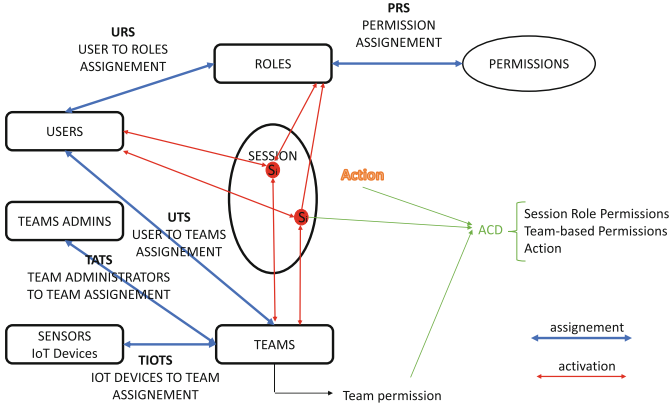 PRS
PERMISSION
ASSIGNEMENT
URS
USER TO ROLES
ASSIGNEMENT
ROLES
PERMISSIONS
USERS
SESSION
Si
Action
TEAMS ADMINS
UTS
USER TO TEAMS
ASSIGNEMENT
Sj
ACD
Session Role Permissions
Team-based Permissions
Action
TATS
TEAM ADMINISTRATORS
TO TEAM ASSIGNEMENT
SENSORS
IoT Devices
TEAMS
assignement
TIOTS
IOT DEVICES TO TEAM
ASSIGNEMENT
activation
Team permission